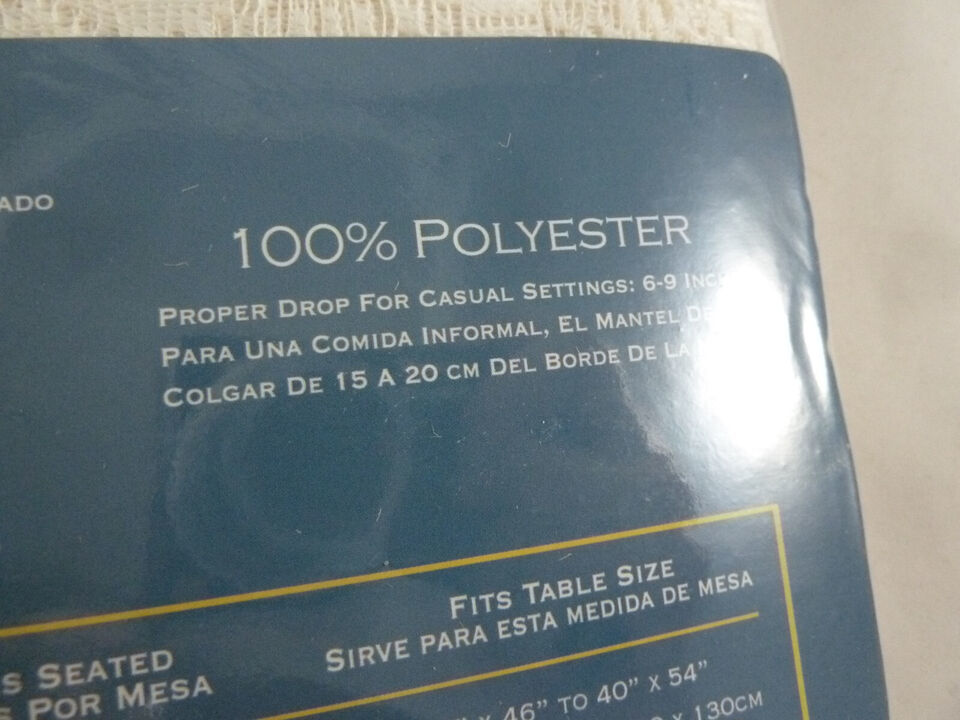 ADO
100% POLYESTER
PROPER DROP FOR CASUAL SETTINGS: 6-9
PARA UNA COMIDA INFORMAL, EL MANTEL
COLGAR DE 15 A 20 CM DEL BORDE DE LA
FITS TABLE SIZE
SIRVE PARA ESTA MEDIDA DE MESA
S SEATED
S POR MESA
X 46" TO 40" X 54"
X 130CM